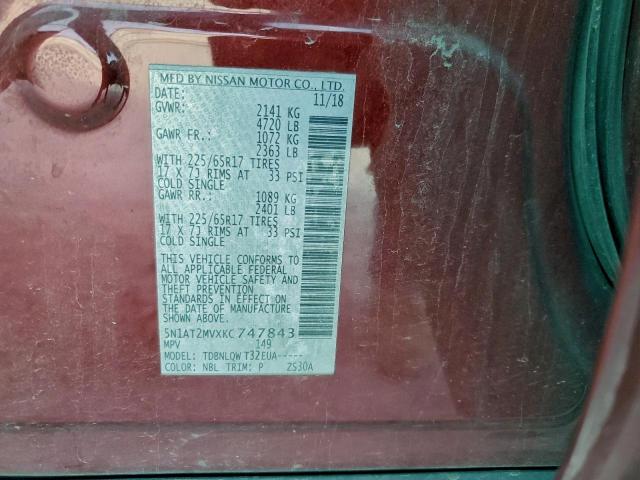 MFD BY NISSAN MOTOR CO., LTD.
DATE: 11/18
GVWR: 2141 KG
4720 LB
GAWR FR.: 1072 KG
2363 LB
WITH 225/65R17 TIRES
17 X 7J RIMS AT 33 PSI
COLD SINGLE
GAWR RR.: 1089 KG
2401 LB
WITH 225/65R17 TIRES
17 X 7J RIMS AT 33 PSI
COLD SINGLE
THIS VEHICLE CONFORMS TO
ALL APPLICABLE FEDERAL
MOTOR VEHICLE SAFETY
AND THEFT PREVENTION
STANDARDS IN EFFECT ON
THE DATE OF MANUFACTURE
SHOWN ABOVE.
5N1AT2MVXKC747843
MPV 149
MODEL: TDBNLQWT32EUA-----
COLOR: NBL TRIM: P 2S30A